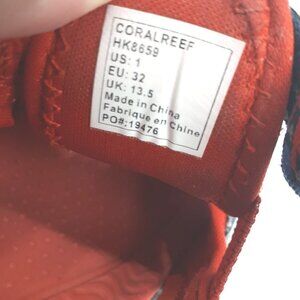 CORALREEF
HK8659
US: 1
EU: 32
UK: 13.5
Made in China
Fabriqué en Chine
PO#:19476